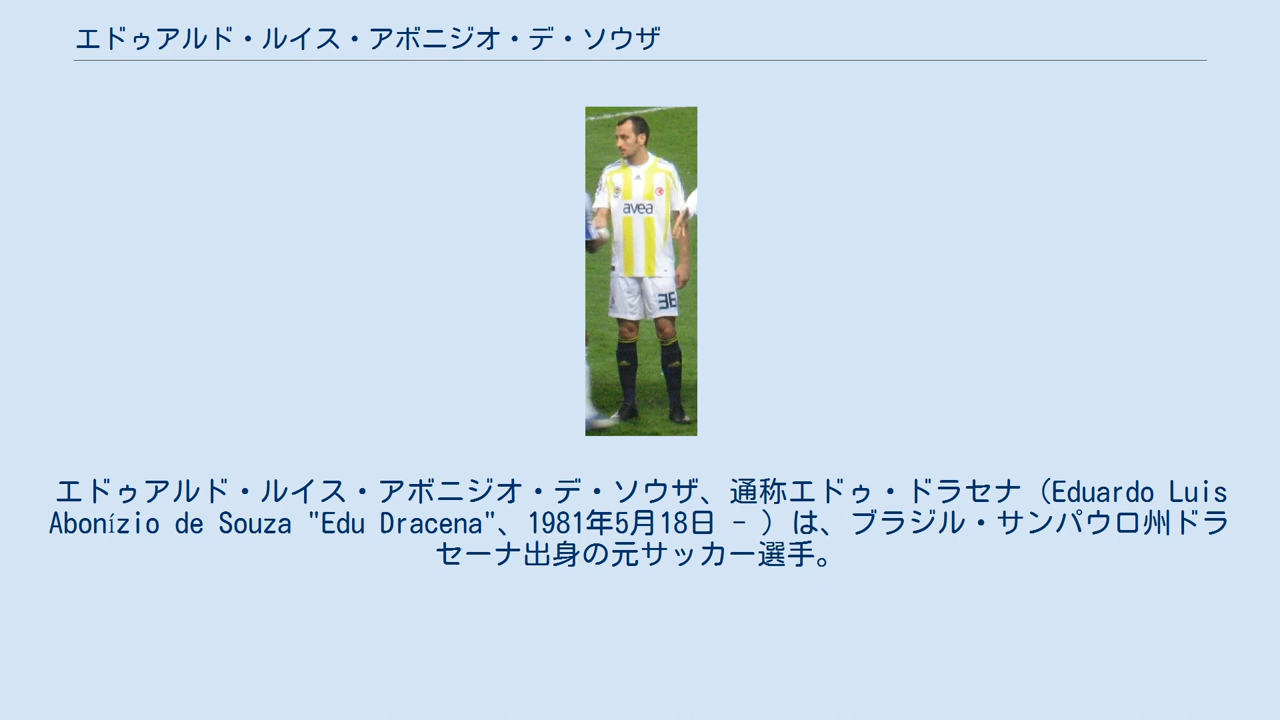 エドゥアルド・ルイス・アボニジオ・デ・ソウザ
avea
36
エドゥアルド・ルイス・アボニジオ・デ・ソウザ、通称エドゥ・ドラセナ（Eduardo Luis
Abonízio de Souza "Edu Dracena"、1981年5月18日 - ）は、ブラジル・サンパウロ州ドラ
セーナ出身の元サッカー選手。